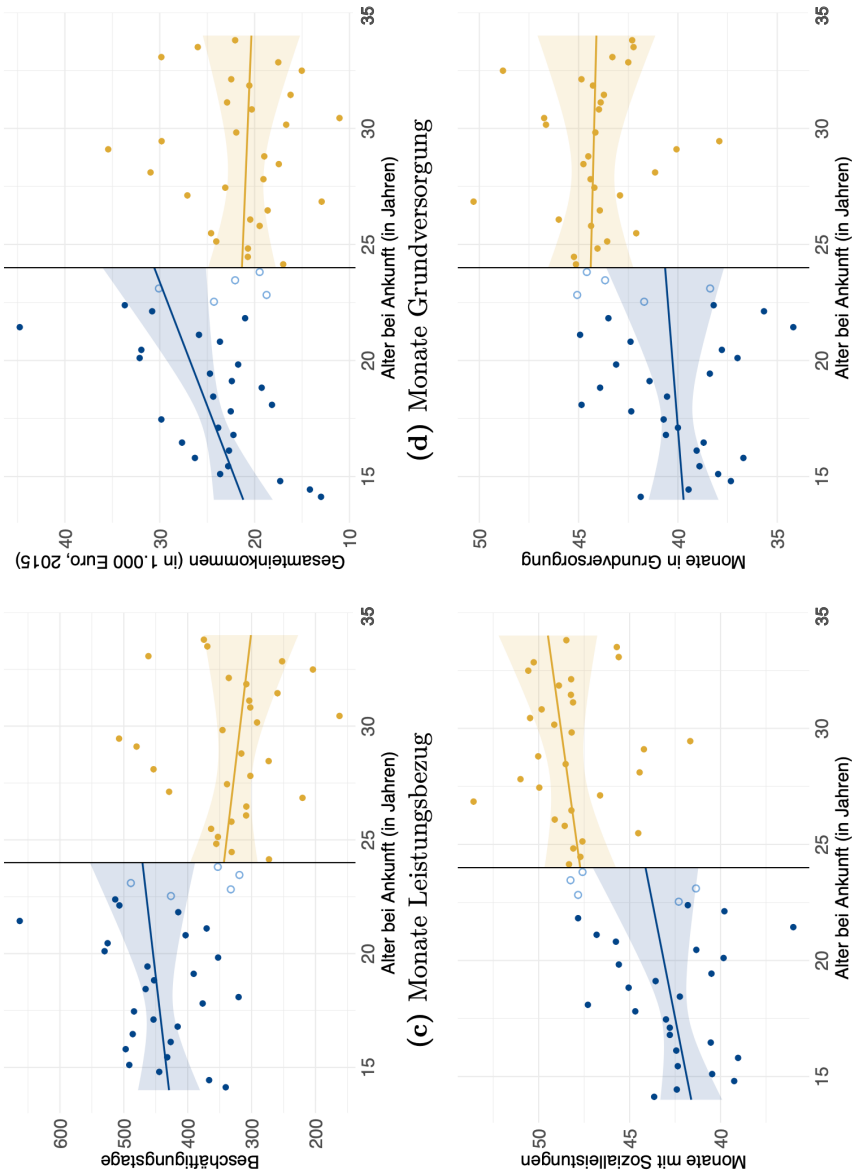 Beschäftigungstage
600
500
400
300
200
15 20 25 30 35
Alter bei Ankunft (in Jahren)
Gesamteinkommen (in 1.000 Euro, 2015)
40
30
20
10
15 20 25 30 35
Alter bei Ankunft (in Jahren)
(c) Monate Leistungsbezug
(d) Monate Grundversorgung
Monate mit Sozialleistungen
50
45
40
15 20 25 30 35
Alter bei Ankunft (in Jahren)
Monate in Grundversorgung
50
45
40
35
15 20 25 30 35
Alter bei Ankunft (in Jahren)